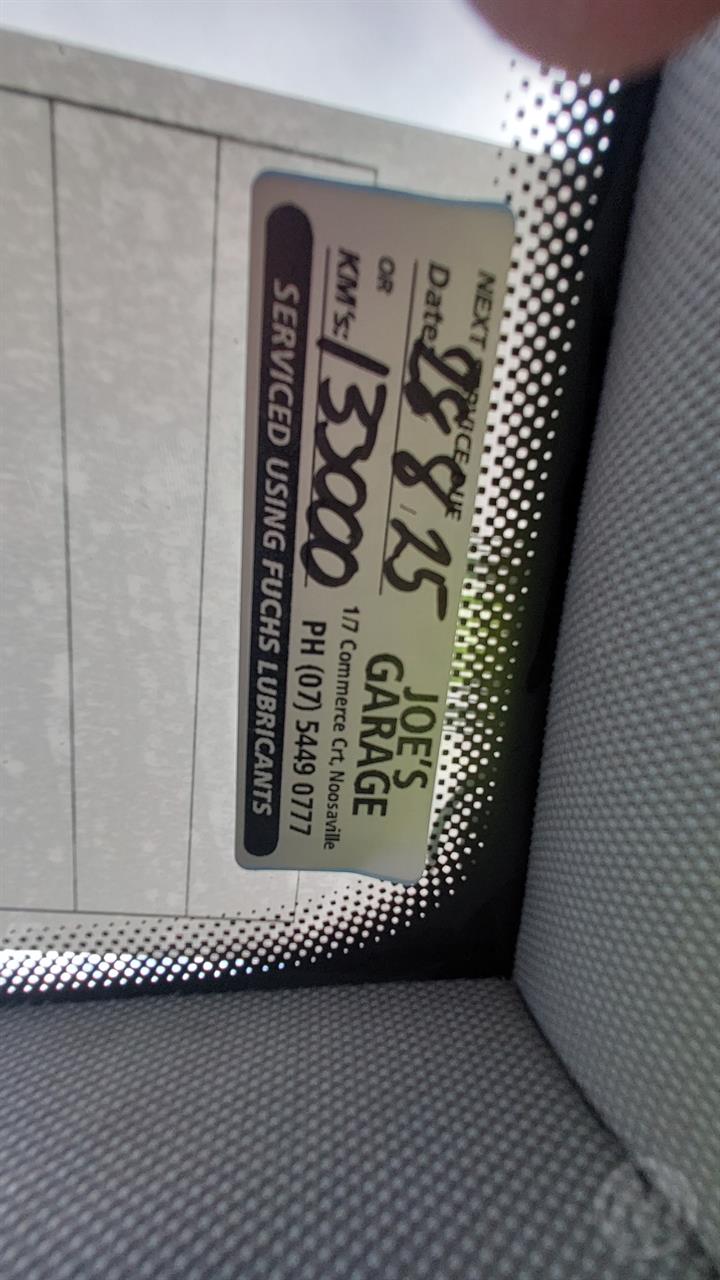 NEXT SERVICE DUE
Date: 28 8 25
OR
KM's: 135000
JOE'S
GARAGE
1/7 Commerce Crt, Noosaville
PH (07) 5449 0777
SERVICED USING FUCHS LUBRICANTS